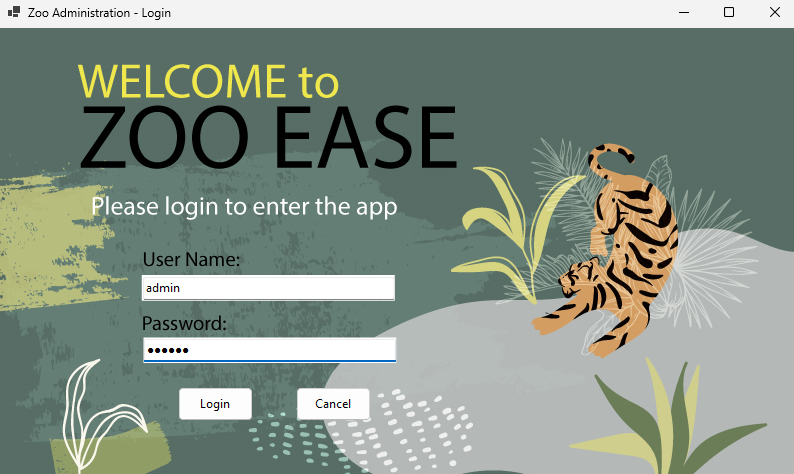 Zoo Administration - Login
WELCOME to
ZOO EASE
Please login to enter the app
User Name:
admin
Password:
••••••
Login
Cancel